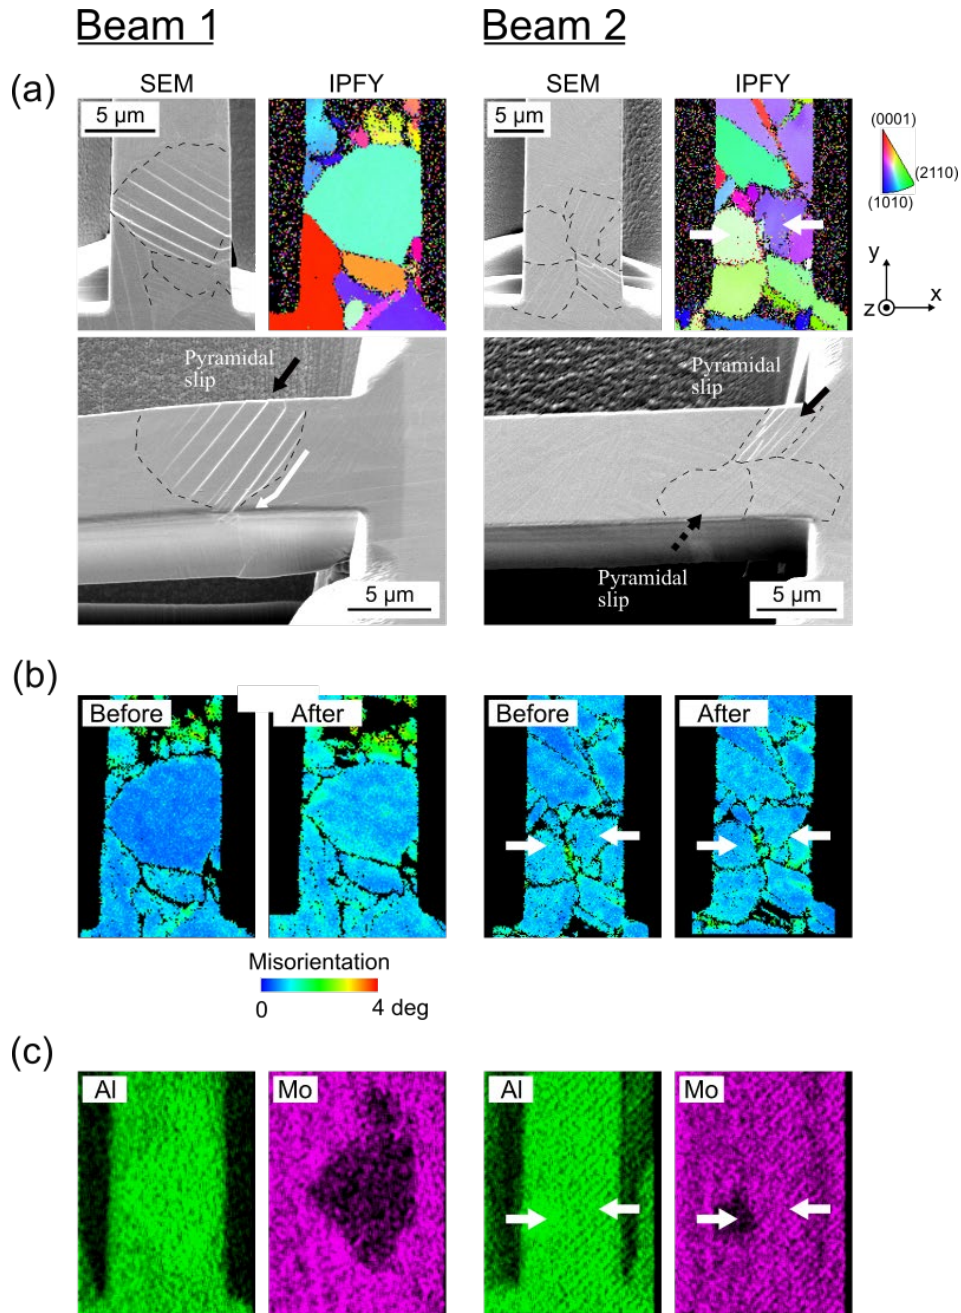 Beam 1
Beam 2
(a)
SEM
IPFY
SEM
IPFY
5 µm
5 µm
(0001)
(2110)
(1010)
y
z
x
Pyramidal
slip
5 µm
Pyramidal
slip
Pyramidal
slip
5 µm
(b)
Before
After
Before
After
Misorientation
0
4 deg
(c)
Al
Mo
Al
Mo